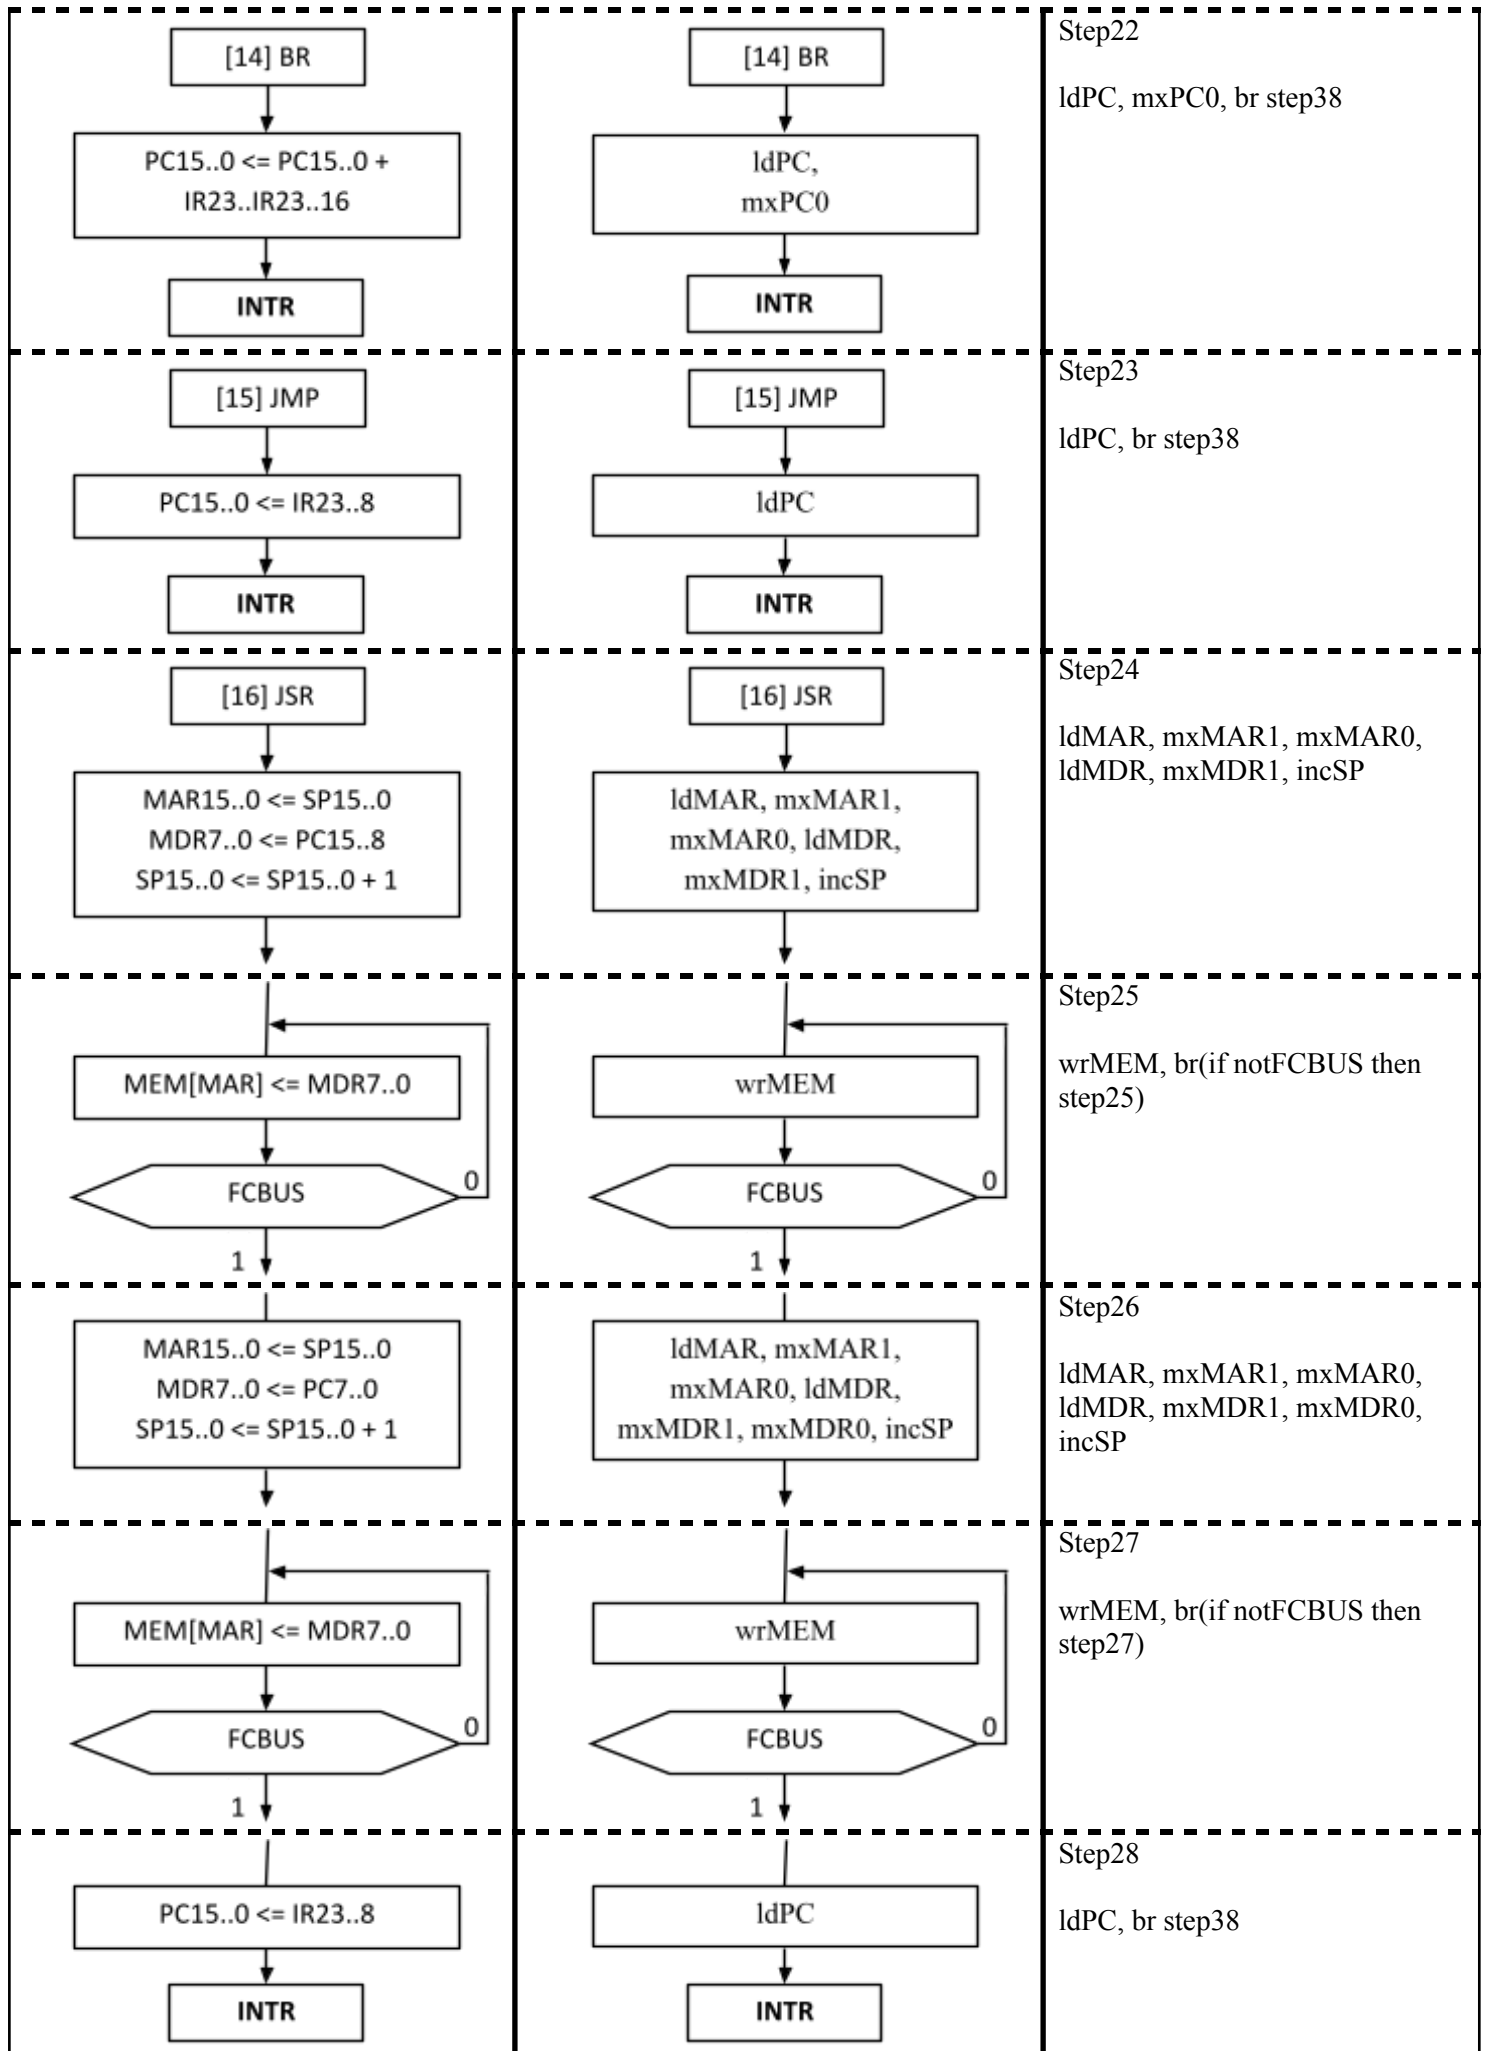 [14] BR
PC15..0 <= PC15..0 +
IR23..IR23..16
INTR
[14] BR
ldPC,
mxPC0
INTR
Step22
ldPC, mxPC0, br step38
[15] JMP
PC15..0 <= IR23..8
INTR
[15] JMP
ldPC
INTR
Step23
ldPC, br step38
[16] JSR
MAR15..0 <= SP15..0
MDR7..0 <= PC15..8
SP15..0 <= SP15..0 + 1
[16] JSR
ldMAR, mxMAR1,
mxMAR0, ldMDR,
mxMDR1, incSP
Step24
ldMAR, mxMAR1, mxMAR0,
ldMDR, mxMDR1, incSP
MEM[MAR] <= MDR7..0
FCBUS
0
1
wrMEM
FCBUS
0
1
Step25
wrMEM, br(if notFCBUS then
step25)
MAR15..0 <= SP15..0
MDR7..0 <= PC7..0
SP15..0 <= SP15..0 + 1
ldMAR, mxMAR1,
mxMAR0, ldMDR,
mxMDR1, mxMDR0, incSP
Step26
ldMAR, mxMAR1, mxMAR0,
ldMDR, mxMDR1, mxMDR0,
incSP
MEM[MAR] <= MDR7..0
FCBUS
0
1
wrMEM
FCBUS
0
1
Step27
wrMEM, br(if notFCBUS then
step27)
PC15..0 <= IR23..8
INTR
ldPC
INTR
Step28
ldPC, br step38